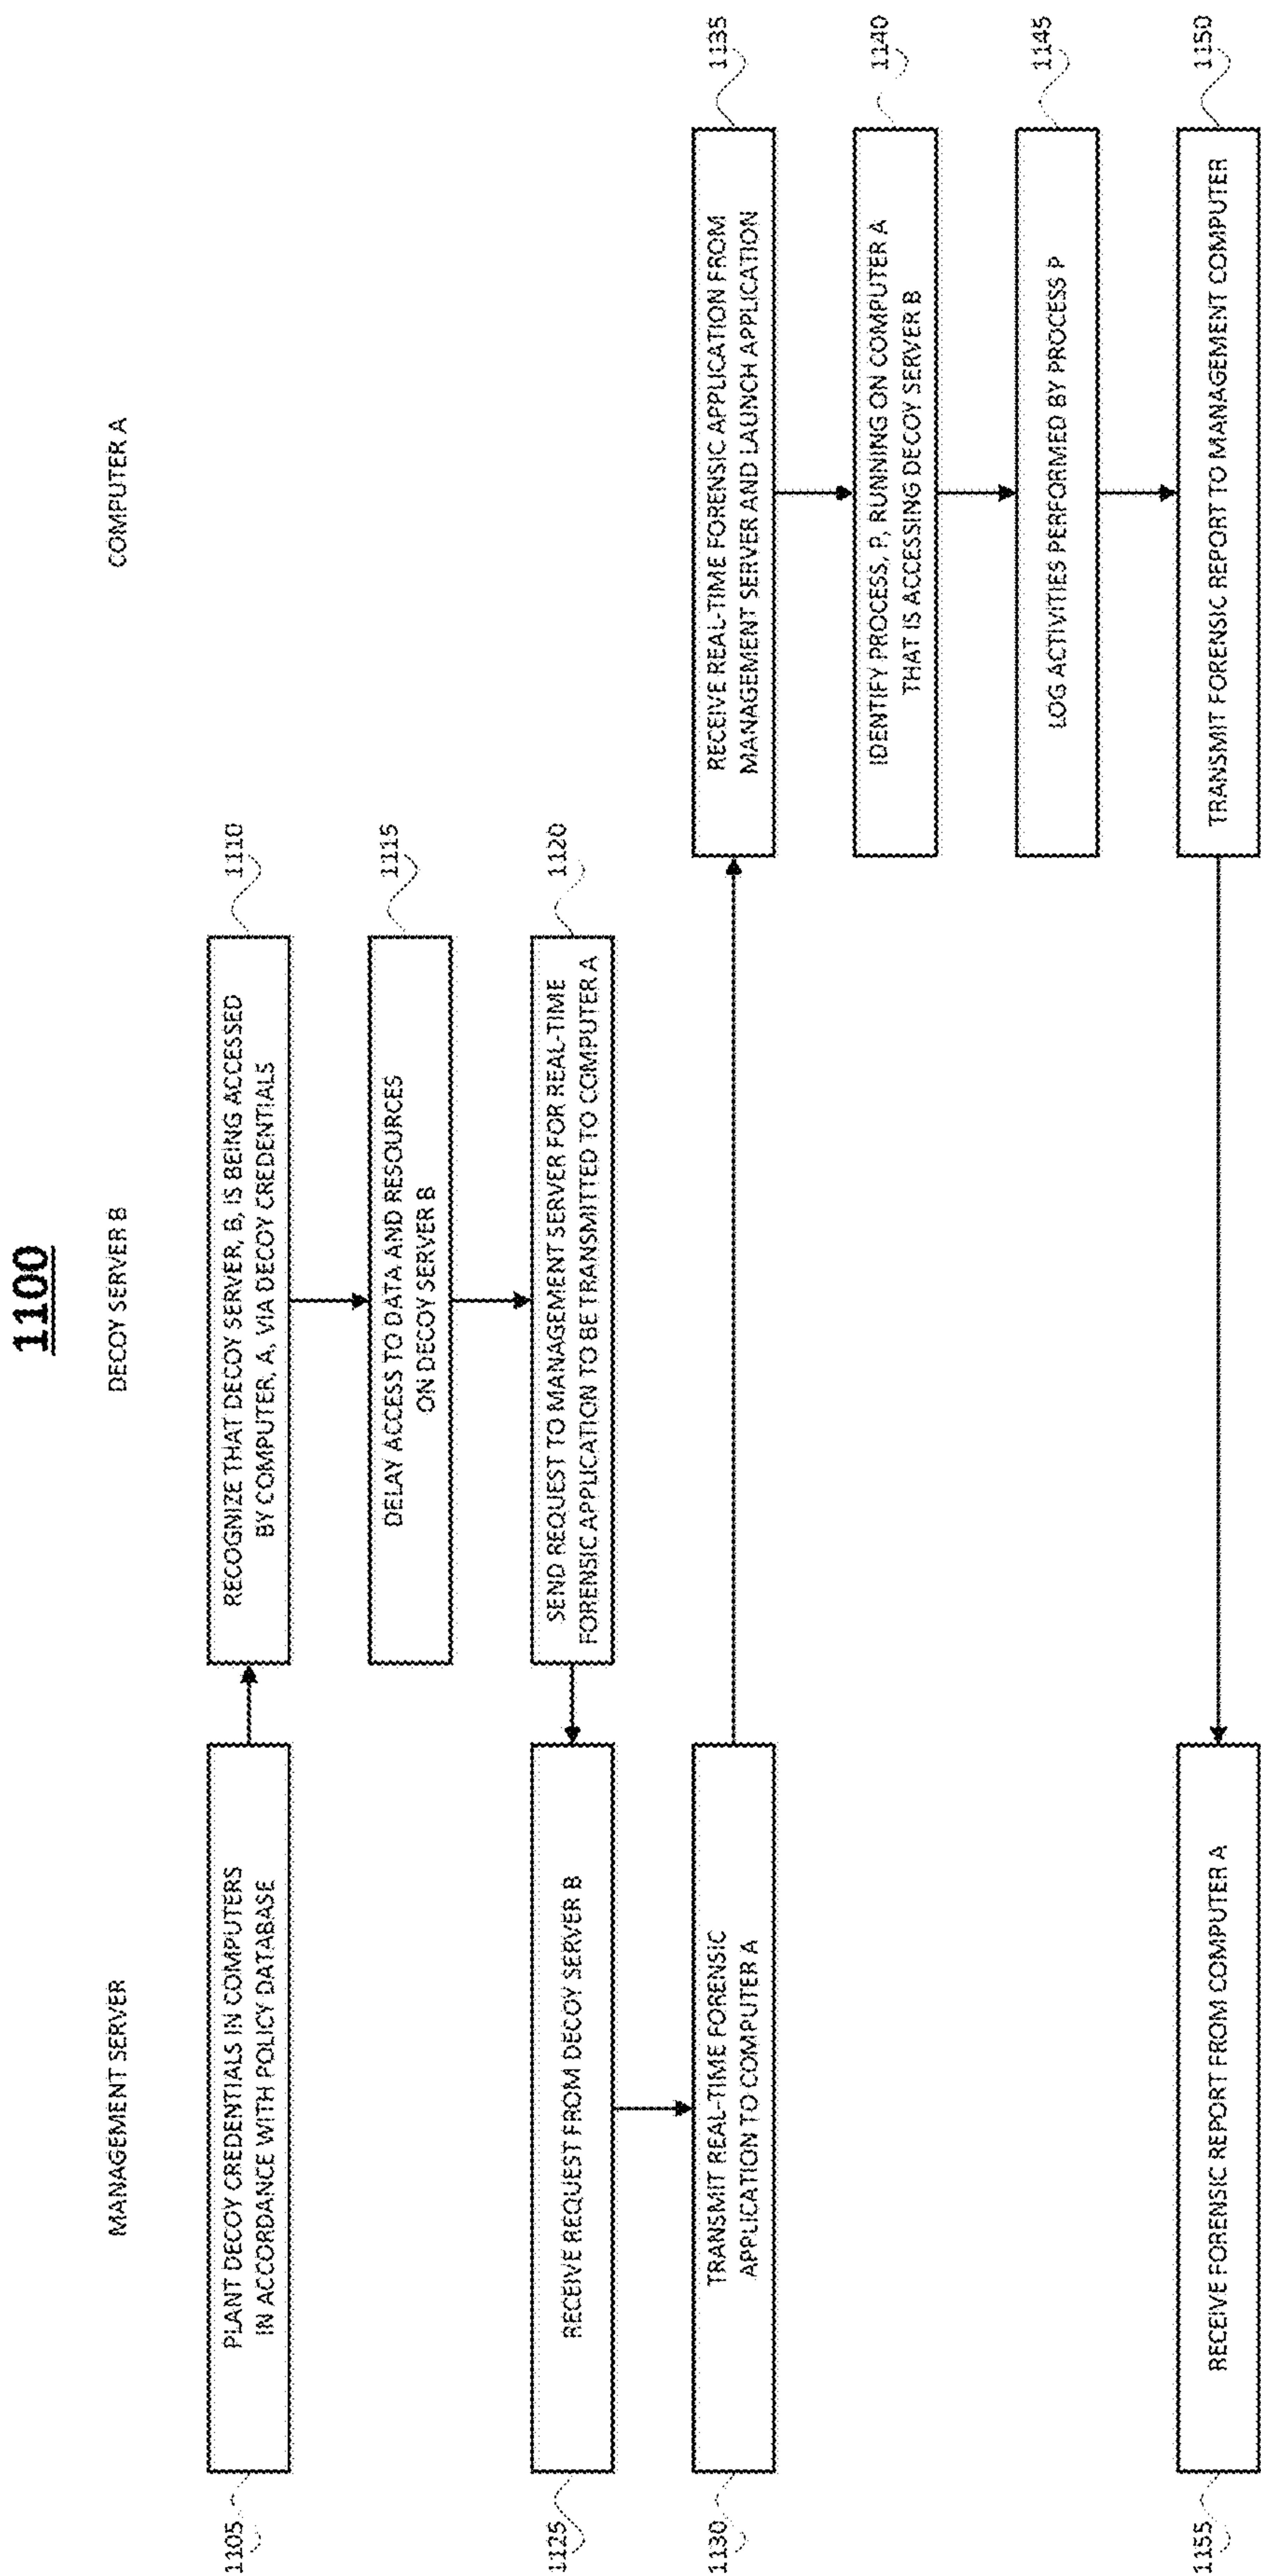 1100
MANAGEMENT SERVER
DECOY SERVER B
COMPUTER A
1105
PLANT DECOY CREDENTIALS IN COMPUTERS
IN ACCORDANCE WITH POLICY DATABASE
RECOGNIZE THAT DECOY SERVER, B, IS BEING ACCESSED
BY COMPUTER, A, VIA DECOY CREDENTIALS
1110
DELAY ACCESS TO DATA AND RESOURCES
ON DECOY SERVER B
1115
SEND REQUEST TO MANAGEMENT SERVER FOR REAL-TIME
FORENSIC APPLICATION TO BE TRANSMITTED TO COMPUTER A
1120
1125
RECEIVE REQUEST FROM DECOY SERVER B
1130
TRANSMIT REAL-TIME FORENSIC
APPLICATION TO COMPUTER A
RECEIVE REAL-TIME FORENSIC APPLICATION FROM
MANAGEMENT SERVER AND LAUNCH APPLICATION
1135
IDENTIFY PROCESS, P, RUNNING ON COMPUTER A
THAT IS ACCESSING DECOY SERVER B
1140
LOG ACTIVITIES PERFORMED BY PROCESS P
1145
TRANSMIT FORENSIC REPORT TO MANAGEMENT COMPUTER
1150
1155
RECEIVE FORENSIC REPORT FROM COMPUTER A